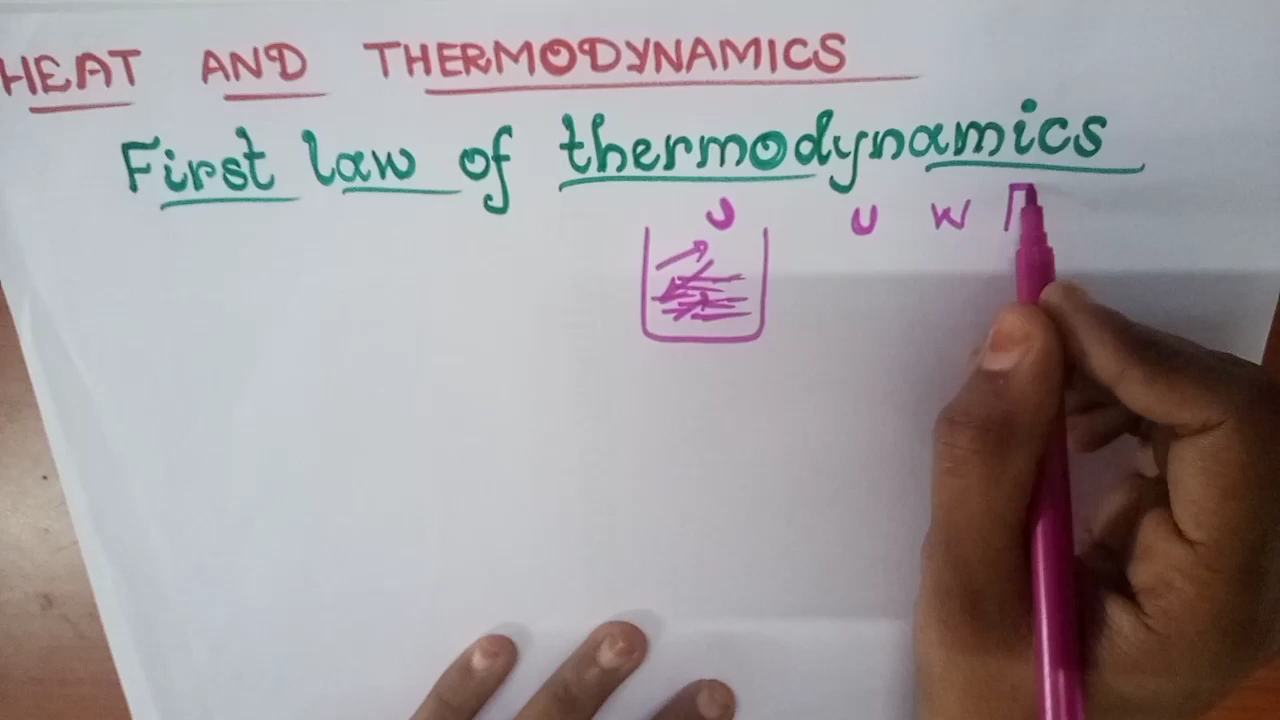 HEAT AND THERMODYNAMICS
First law of thermodynamics
U U W